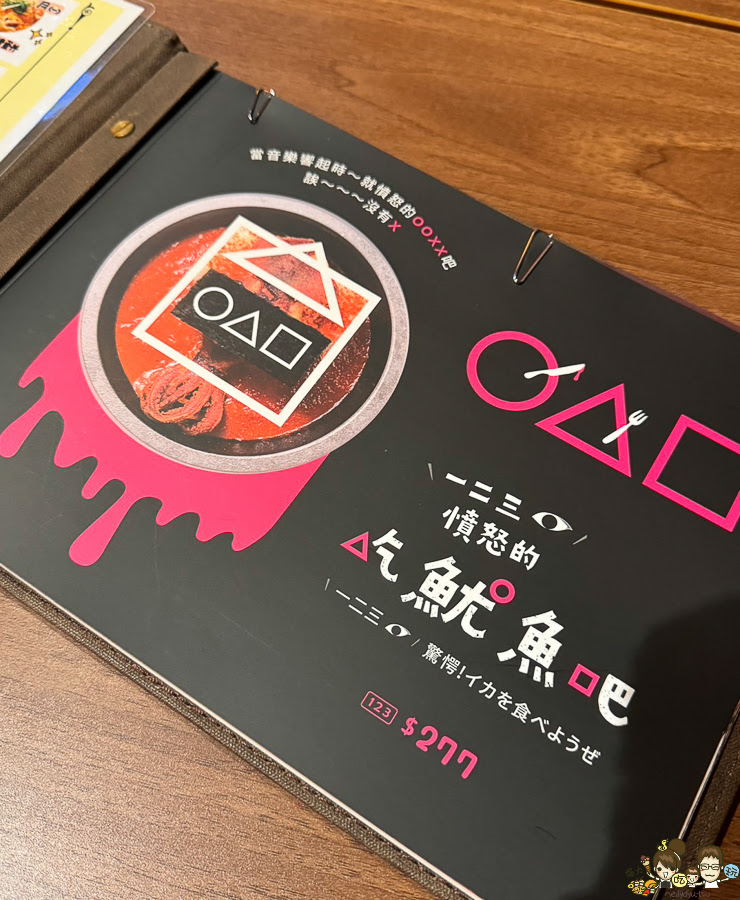 當音樂響起時～就憤怒的OOXX吧
誒～～～沒有X
一二三
憤怒的
吃魷魚吧
一二三
驚愕!イカを食べようぜ
123 $277